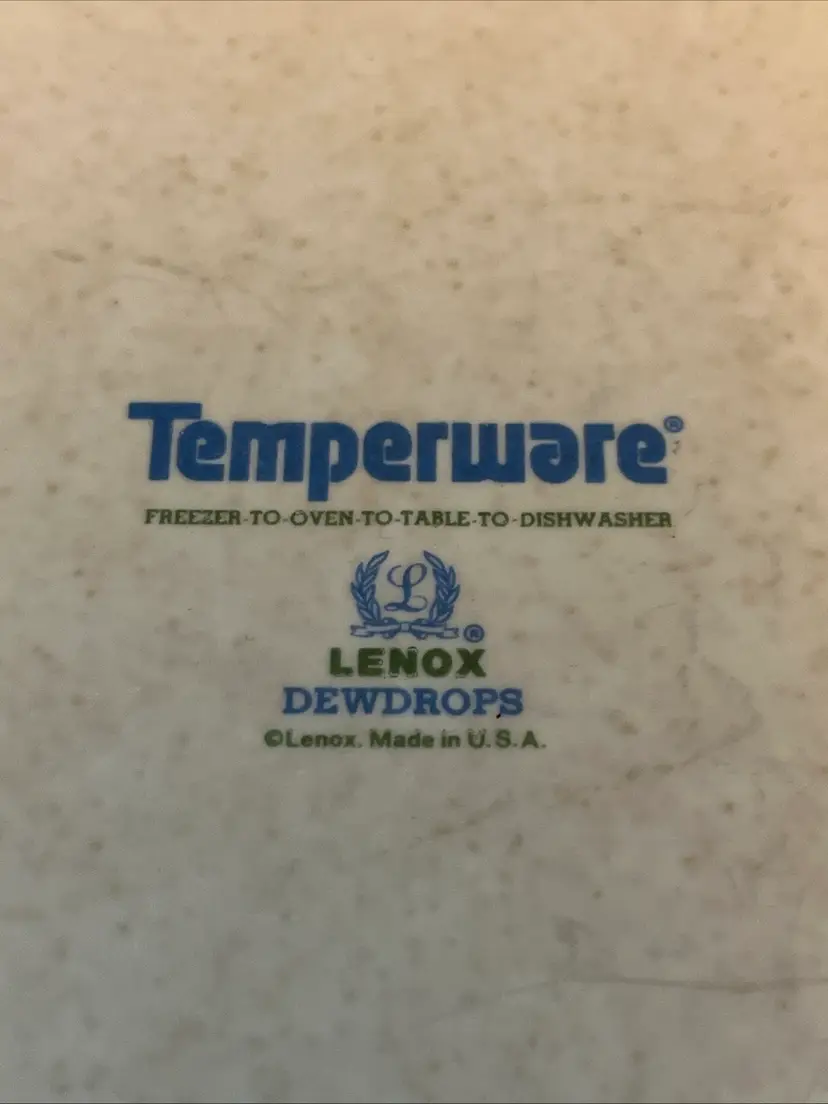 Temperware®
FREEZER-TO-OVEN-TO-TABLE-TO-DISHWASHER
L ®
LENOX
DEWDROPS
©Lenox. Made in U.S.A.